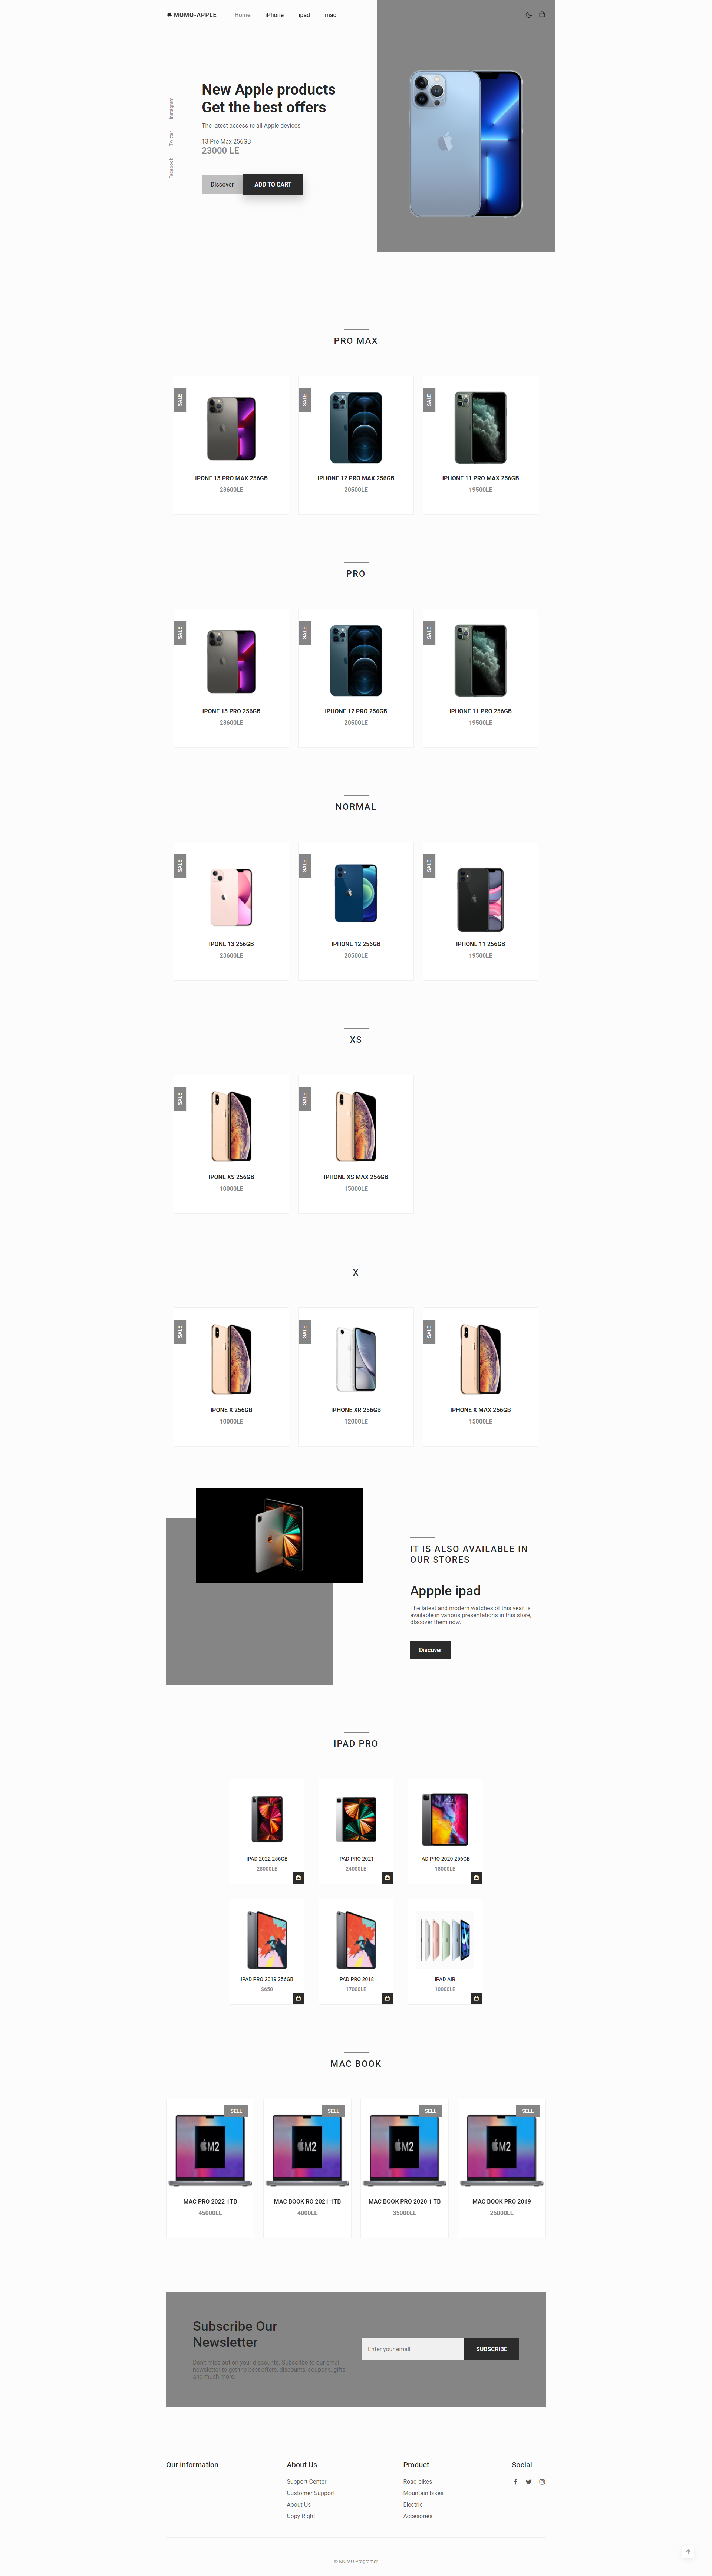 MOMO-APPLE
Home
iPhone
ipad
mac
Instagram
Twitter
Facebook
New Apple products
Get the best offers
The latest access to all Apple devices
13 Pro Max 256GB
23000 LE
Discover
ADD TO CART
PRO MAX
SALE
IPONE 13 PRO MAX 256GB
23600LE
SALE
IPHONE 12 PRO MAX 256GB
20500LE
SALE
IPHONE 11 PRO MAX 256GB
19500LE
PRO
SALE
IPONE 13 PRO 256GB
23600LE
SALE
IPHONE 12 PRO 256GB
20500LE
SALE
IPHONE 11 PRO 256GB
19500LE
NORMAL
SALE
IPONE 13 256GB
23600LE
SALE
IPHONE 12 256GB
20500LE
SALE
IPHONE 11 256GB
19500LE
XS
SALE
IPONE XS 256GB
10000LE
SALE
IPHONE XS MAX 256GB
15000LE
X
SALE
IPONE X 256GB
10000LE
SALE
IPHONE XR 256GB
12000LE
SALE
IPHONE X MAX 256GB
15000LE
IT IS ALSO AVAILABLE IN
OUR STORES
Appple ipad
The latest and modern watches of this year, is
available in various presentations in this store,
discover them now.
Discover
IPAD PRO
IPAD 2022 256GB
28000LE
IPAD PRO 2021
24000LE
IAD PRO 2020 256GB
18000LE
IPAD PRO 2019 256GB
$650
IPAD PRO 2018
17000LE
IPAD AIR
10000LE
MAC BOOK
SELL
M2
MAC PRO 2022 1TB
45000LE
SELL
M2
MAC BOOK RO 2021 1TB
4000LE
SELL
M2
MAC BOOK PRO 2020 1 TB
35000LE
SELL
M2
MAC BOOK PRO 2019
25000LE
Subscribe Our
Newsletter
Don't miss out on your discounts. Subscribe to our email
newsletter to get the best offers, discounts, coupons, gifts
and much more.
Enter your email
SUBSCRIBE
Our information
About Us
Support Center
Customer Support
About Us
Copy Right
Product
Road bikes
Mountain bikes
Electric
Accesories
Social
© MOMO Programer